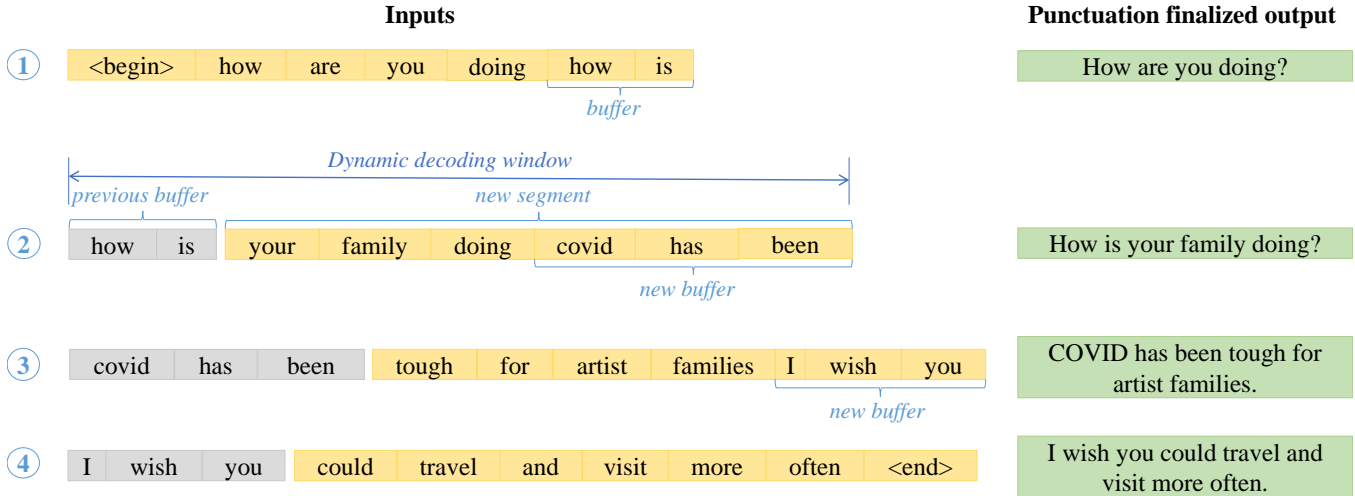 Inputs Punctuation finalized output
1 <begin> how are you doing how is How are you doing?
buffer
Dynamic decoding window
previous buffer new segment
2 how is your family doing covid has been How is your family doing?
new buffer
3 covid has been tough for artist families I wish you COVID has been tough for
artist families.
new buffer
4 I wish you could travel and visit more often <end> I wish you could travel and
visit more often.